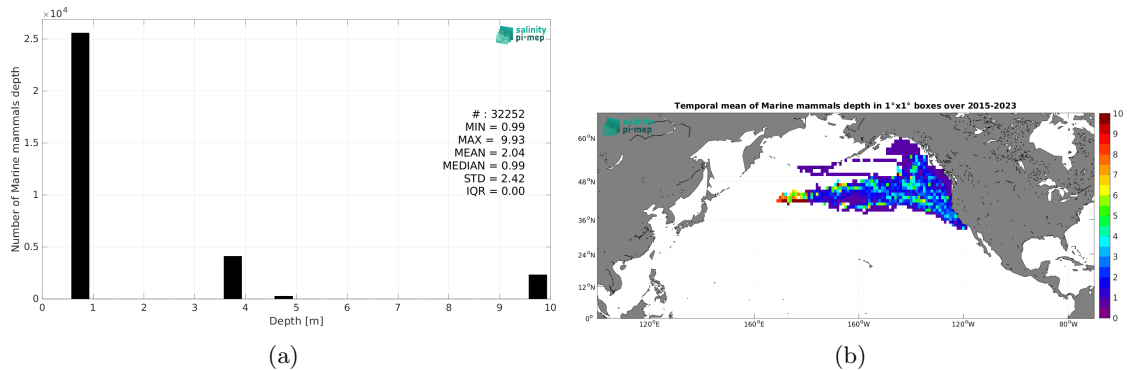 ×10⁴
salinity
pi-mep
2.5
2
1.5
1
0.5
0
Number of Marine mammals depth
# : 32252
MIN = 0.99
MAX = 9.93
MEAN = 2.04
MEDIAN = 0.99
STD = 2.42
IQR = 0.00
0 1 2 3 4 5 6 7 8 9 10
Depth [m]
(a)
Temporal mean of Marine mammals depth in 1°x1° boxes over 2015-2023
salinity
pi-mep
60°N
48°N
36°N
24°N
12°N
0°
120°E 160°E 160°W 120°W 80°W
10
9
8
7
6
5
4
3
2
1
0
(b)